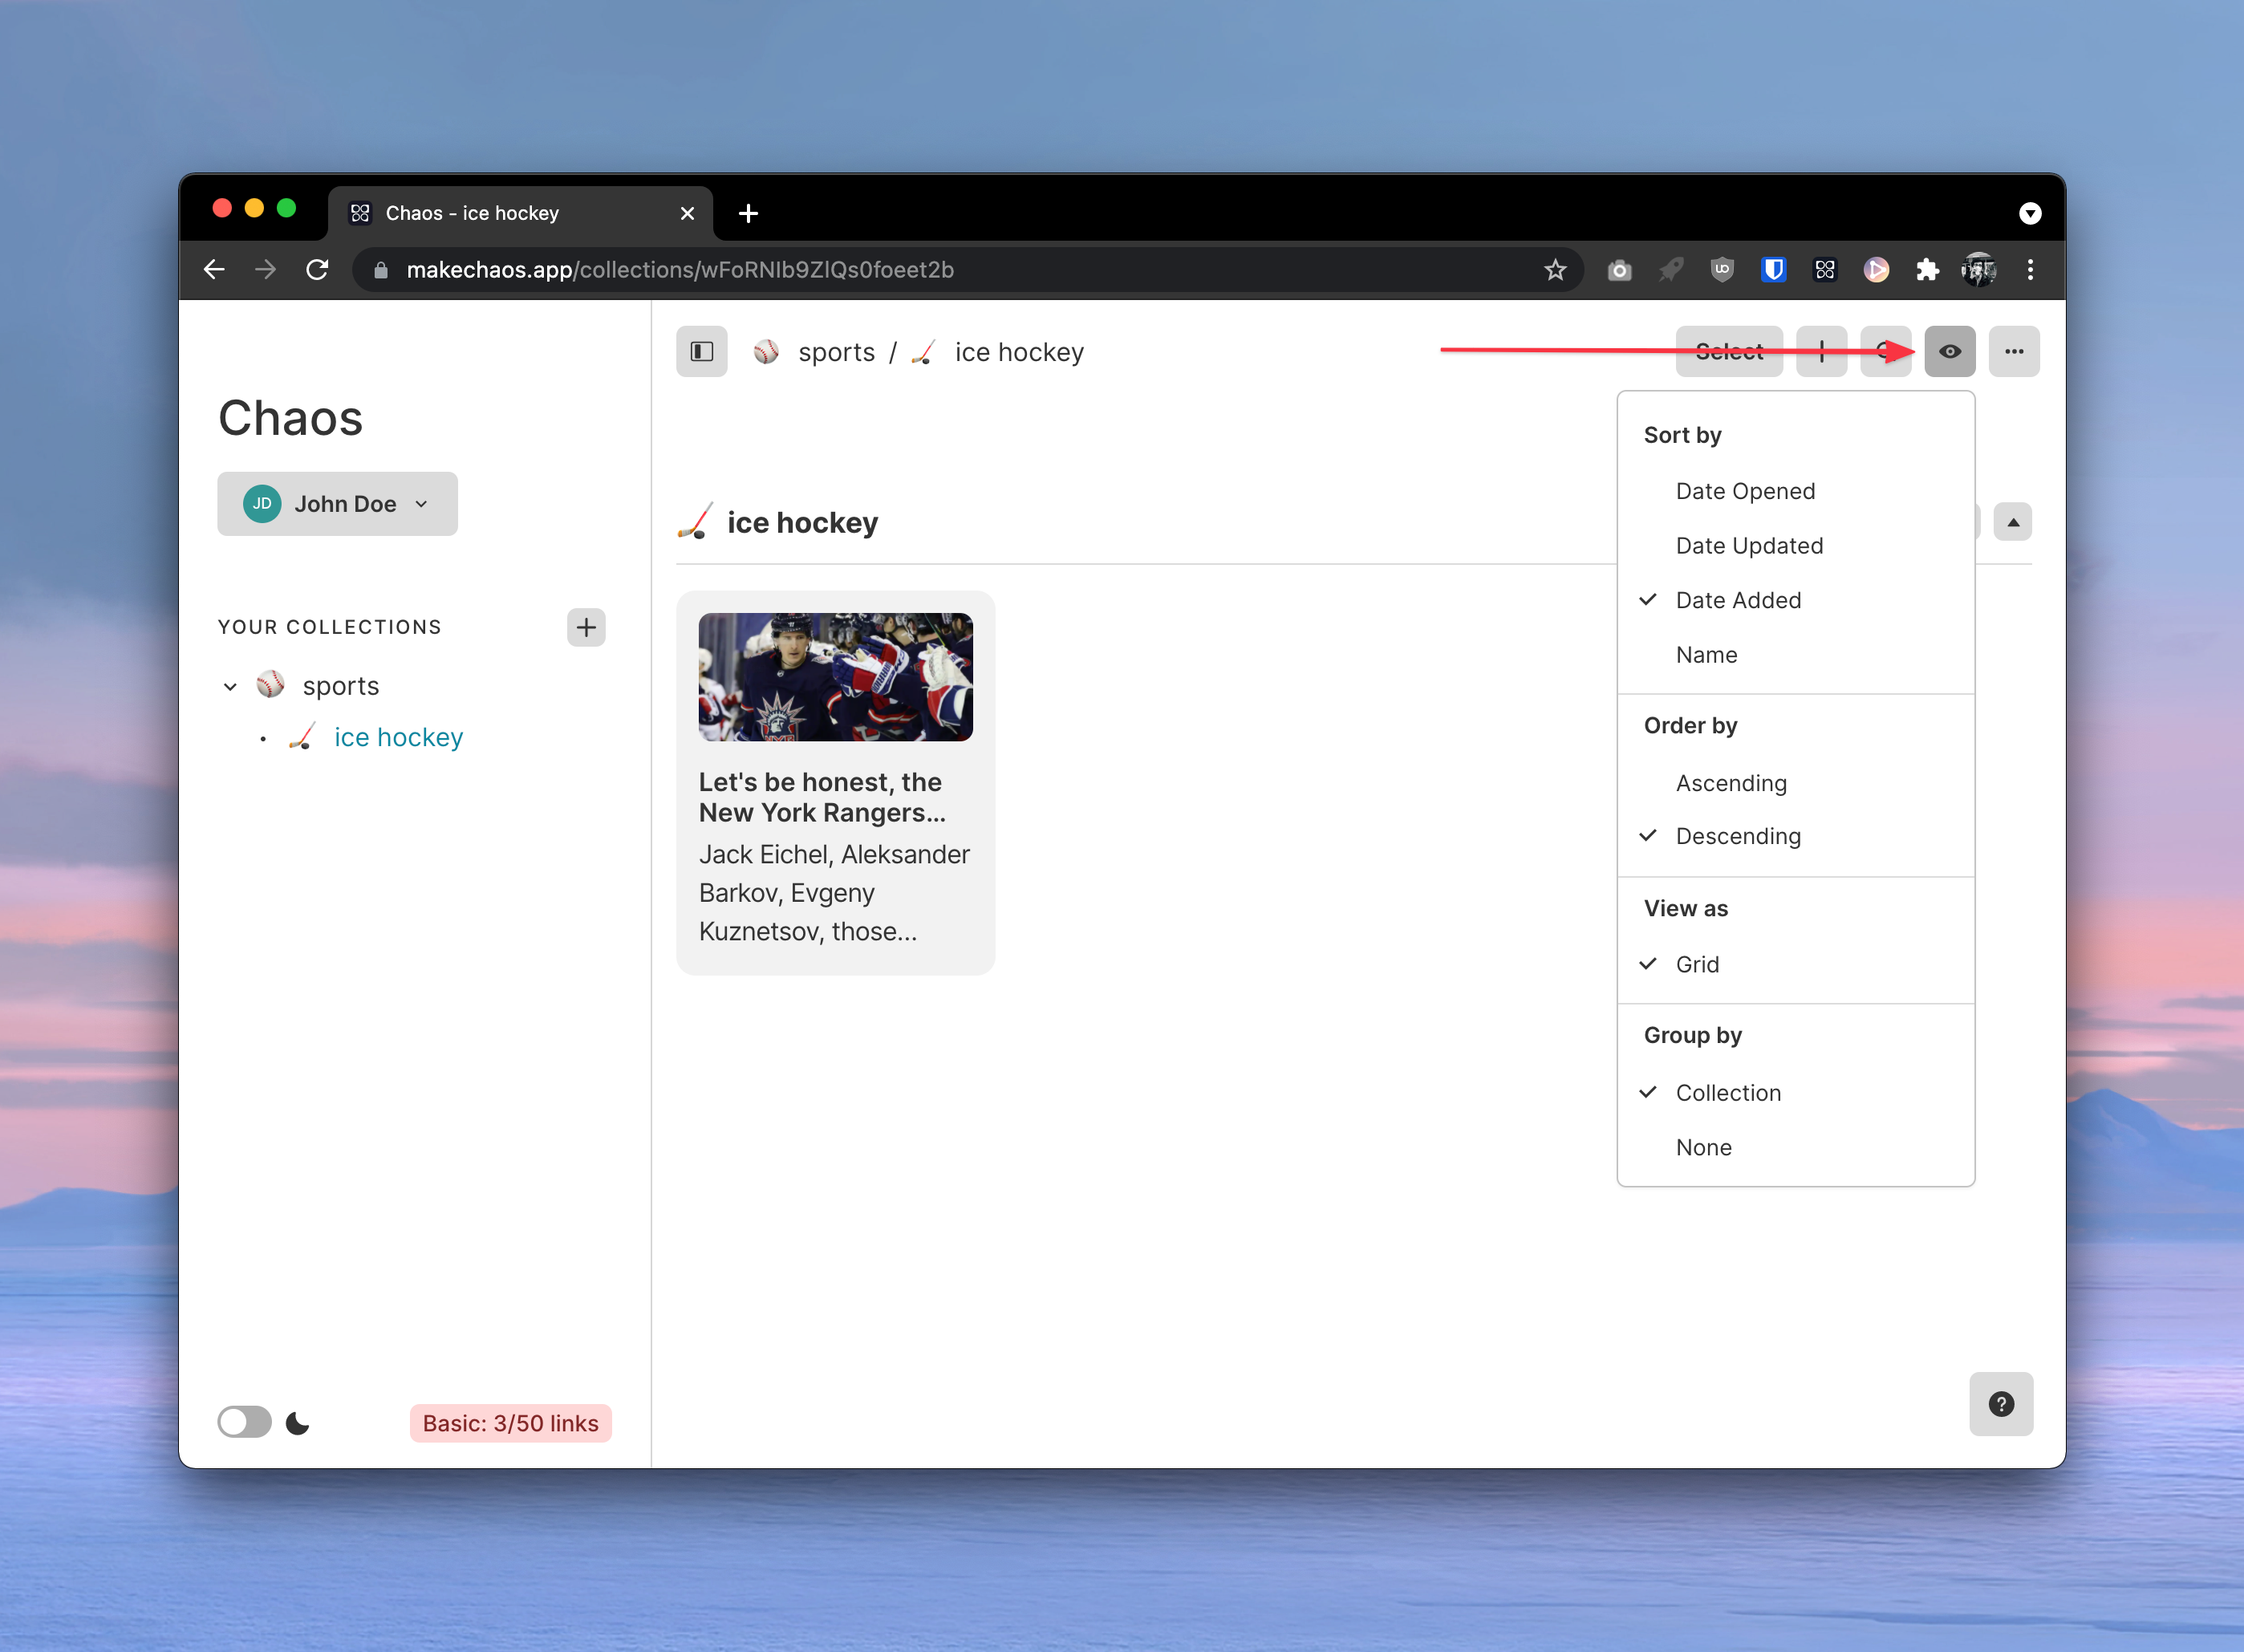 Chaos - ice hockey
makechaos.app/collections/wFoRNIb9ZlQs0foeet2b
sports / ice hockey
Select
Chaos
JD John Doe
YOUR COLLECTIONS
sports
ice hockey
Basic: 3/50 links
ice hockey
Let's be honest, the
New York Rangers...
Jack Eichel, Aleksander
Barkov, Evgeny
Kuznetsov, those...
Sort by
Date Opened
Date Updated
Date Added
Name
Order by
Ascending
Descending
View as
Grid
Group by
Collection
None